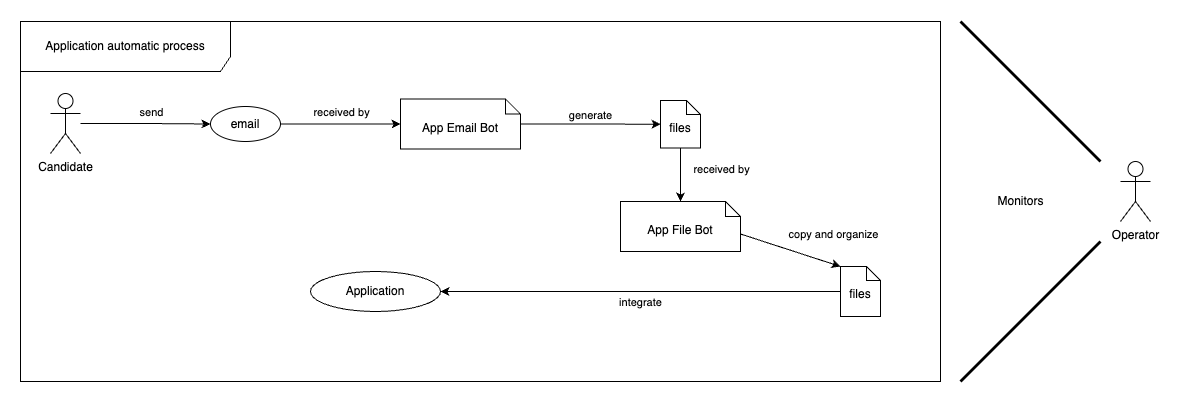 Application automatic process
send
received by
generate
email
App Email Bot
files
Candidate
received by
Monitors
App File Bot
copy and organize
Operator
Application
files
integrate